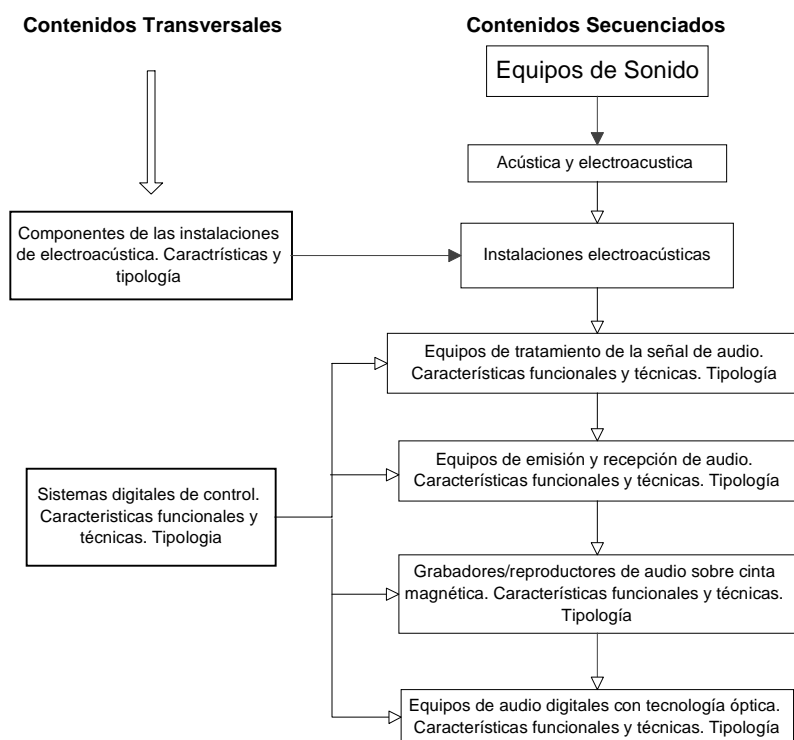 Contenidos Transversales
Contenidos Secuenciados
Equipos de Sonido
Acústica y electroacustica
Componentes de las instalaciones
de electroacústica. Caractrísticas y
tipología
Instalaciones electroacústicas
Equipos de tratamiento de la señal de audio.
Características funcionales y técnicas. Tipología
Equipos de emisión y recepción de audio.
Características funcionales y técnicas. Tipología
Sistemas digitales de control.
Caracteristicas funcionales y
técnicas. Tipologia
Grabadores/reproductores de audio sobre cinta
magnética. Características funcionales y técnicas.
Tipología
Equipos de audio digitales con tecnología óptica.
Características funcionales y técnicas. Tipología